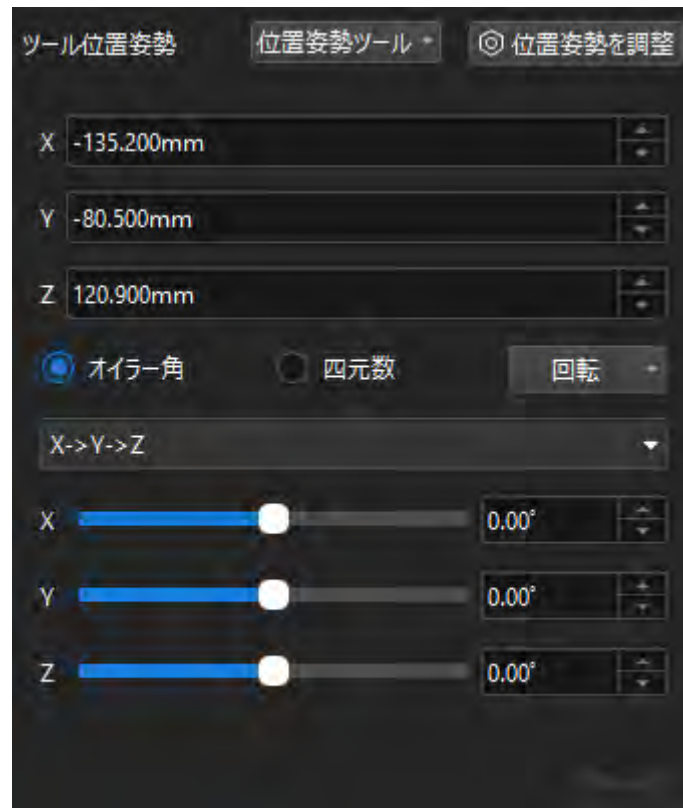 ツール位置姿勢 位置姿勢ツール 位置姿勢を調整
X -135.200mm
Y -80.500mm
Z 120.900mm
オイラー角 四元数 回転
X->Y->Z
X 0.00°
Y 0.00°
Z 0.00°